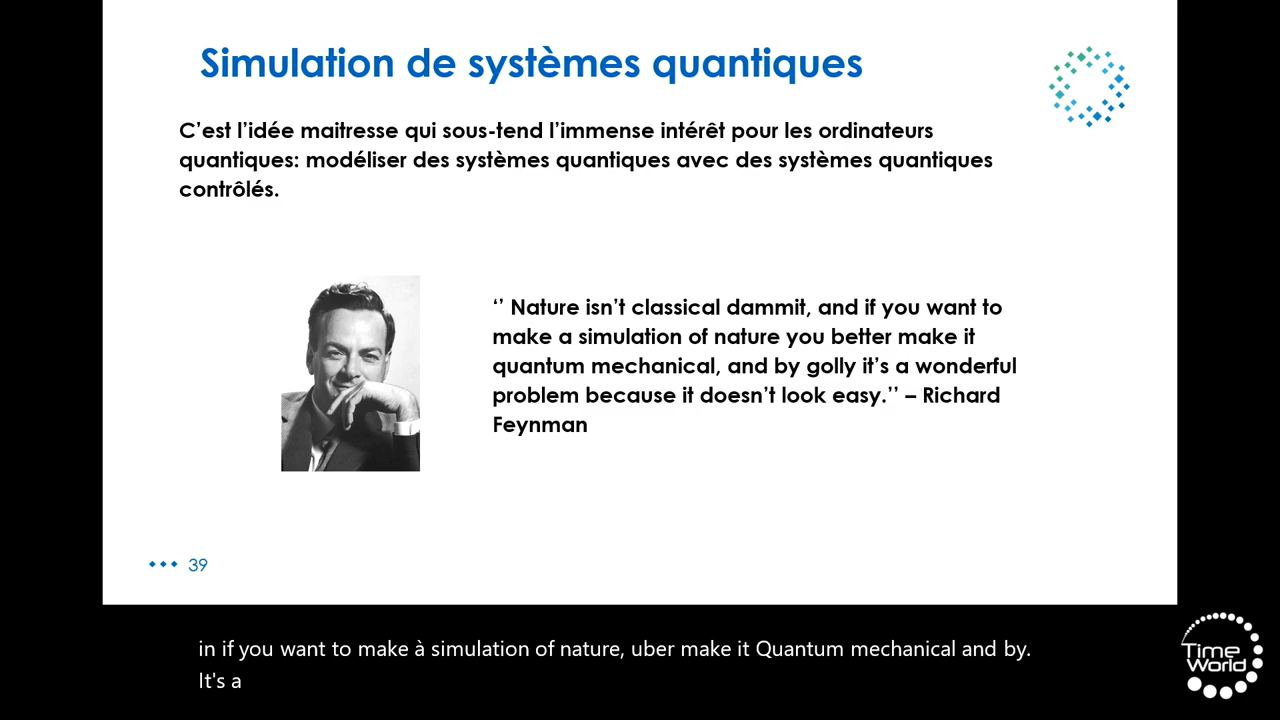 Simulation de systèmes quantiques
C’est l’idée maitresse qui sous-tend l’immense intérêt pour les ordinateurs
quantiques: modéliser des systèmes quantiques avec des systèmes quantiques
contrôlés.
‘’ Nature isn’t classical dammit, and if you want to
make a simulation of nature you better make it
quantum mechanical, and by golly it’s a wonderful
problem because it doesn’t look easy.’’ – Richard
Feynman
39
in if you want to make à simulation of nature, uber make it Quantum mechanical and by.
It's a
Time
World